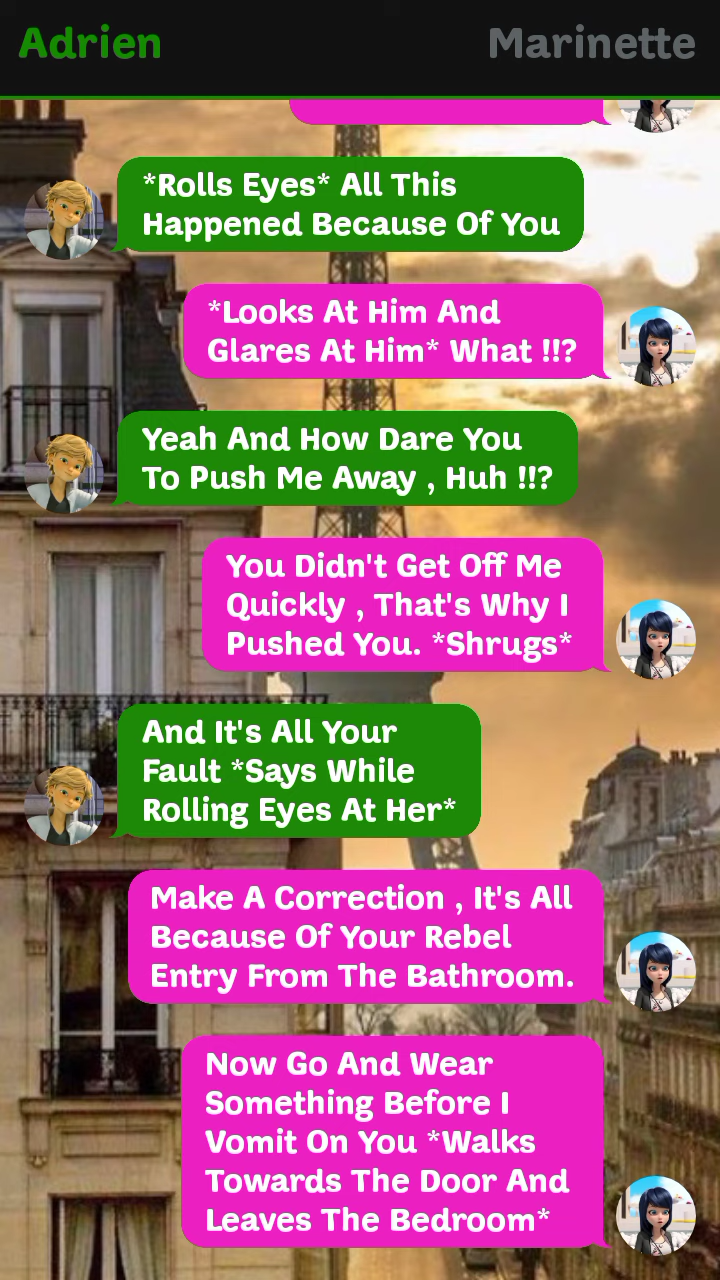 Adrien
Marinette
*Rolls Eyes* All This
Happened Because Of You
*Looks At Him And
Glares At Him* What !!?
Yeah And How Dare You
To Push Me Away , Huh !!?
You Didn't Get Off Me
Quickly , That's Why I
Pushed You. *Shrugs*
And It's All Your
Fault *Says While
Rolling Eyes At Her*
Make A Correction , It's All
Because Of Your Rebel
Entry From The Bathroom.
Now Go And Wear
Something Before I
Vomit On You *Walks
Towards The Door And
Leaves The Bedroom*